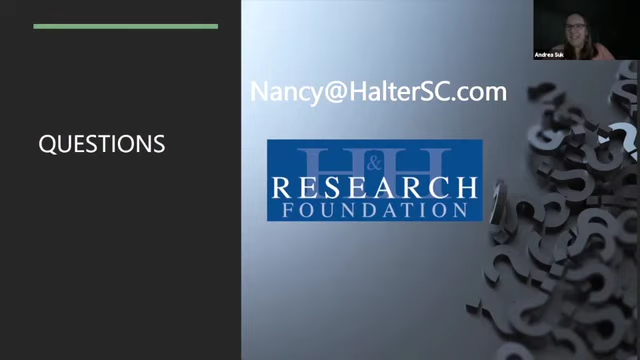 QUESTIONS
Nancy@HalterSC.com
H&H
RESEARCH
FOUNDATION
Andrea Suk